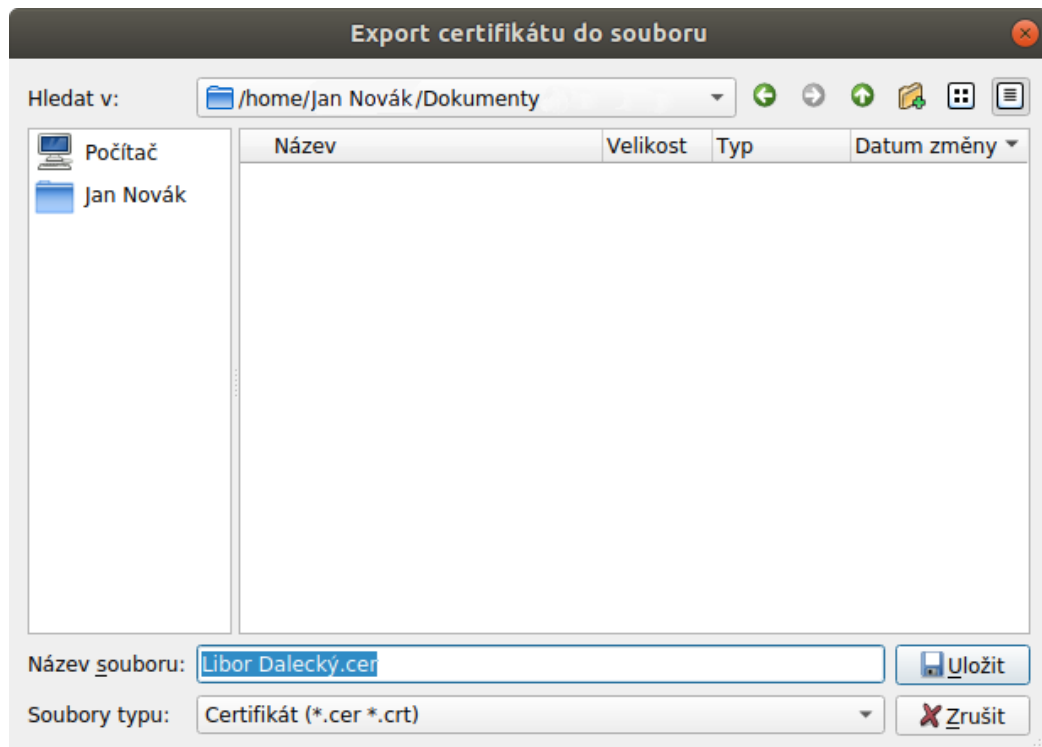 Export certifikátu do souboru
Hledat v: /home/Jan Novák/Dokumenty
Počítač
Jan Novák
Název Velikost Typ Datum změny
Název souboru: Libor Dalecký.cer Uložit
Soubory typu: Certifikát (*.cer *.crt) Zrušit